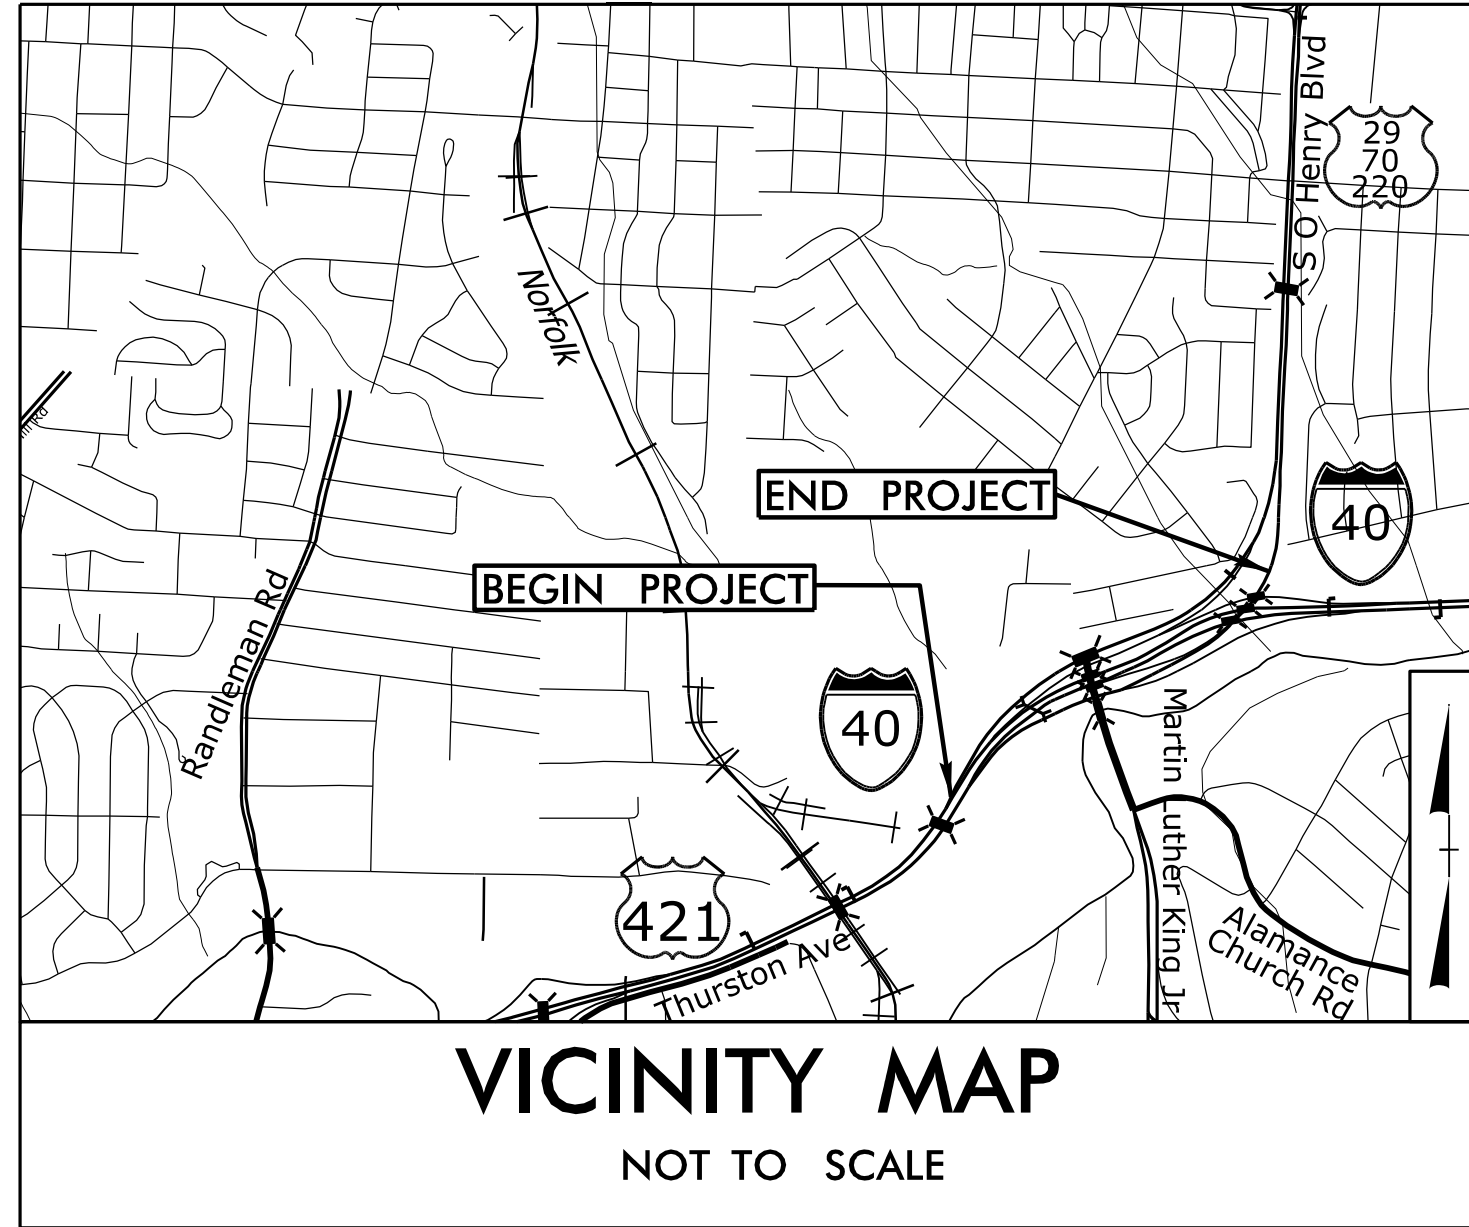 S O Henry Blvd
29
70
220
Norfolk
END PROJECT
40
BEGIN PROJECT
Randleman Rd
40
Martin Luther King Jr
421
Thurston Ave
Alamance
Church Rd
VICINITY MAP
NOT TO SCALE